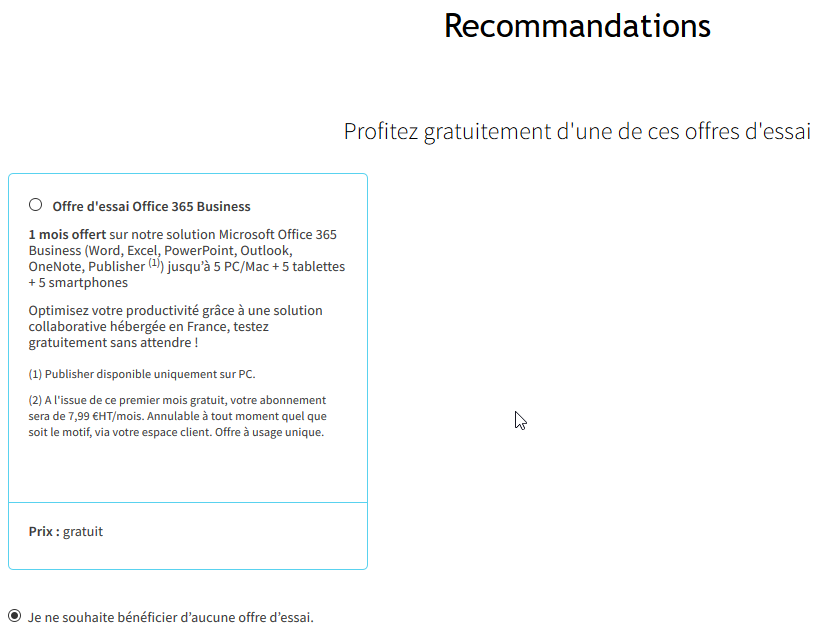 Recommandations
Profitez gratuitement d'une de ces offres d'essai
Offre d'essai Office 365 Business
1 mois offert sur notre solution Microsoft Office 365
Business (Word, Excel, PowerPoint, Outlook,
OneNote, Publisher (1)) jusqu'à 5 PC/Mac + 5 tablettes
+ 5 smartphones
Optimisez votre productivité grâce à une solution
collaborative hébergée en France, testez
gratuitement sans attendre !
(1) Publisher disponible uniquement sur PC.
(2) A l'issue de ce premier mois gratuit, votre abonnement
sera de 7,99 €HT/mois. Annulable à tout moment quel que
soit le motif, via votre espace client. Offre à usage unique.
Prix : gratuit
Je ne souhaite bénéficier d’aucune offre d’essai.